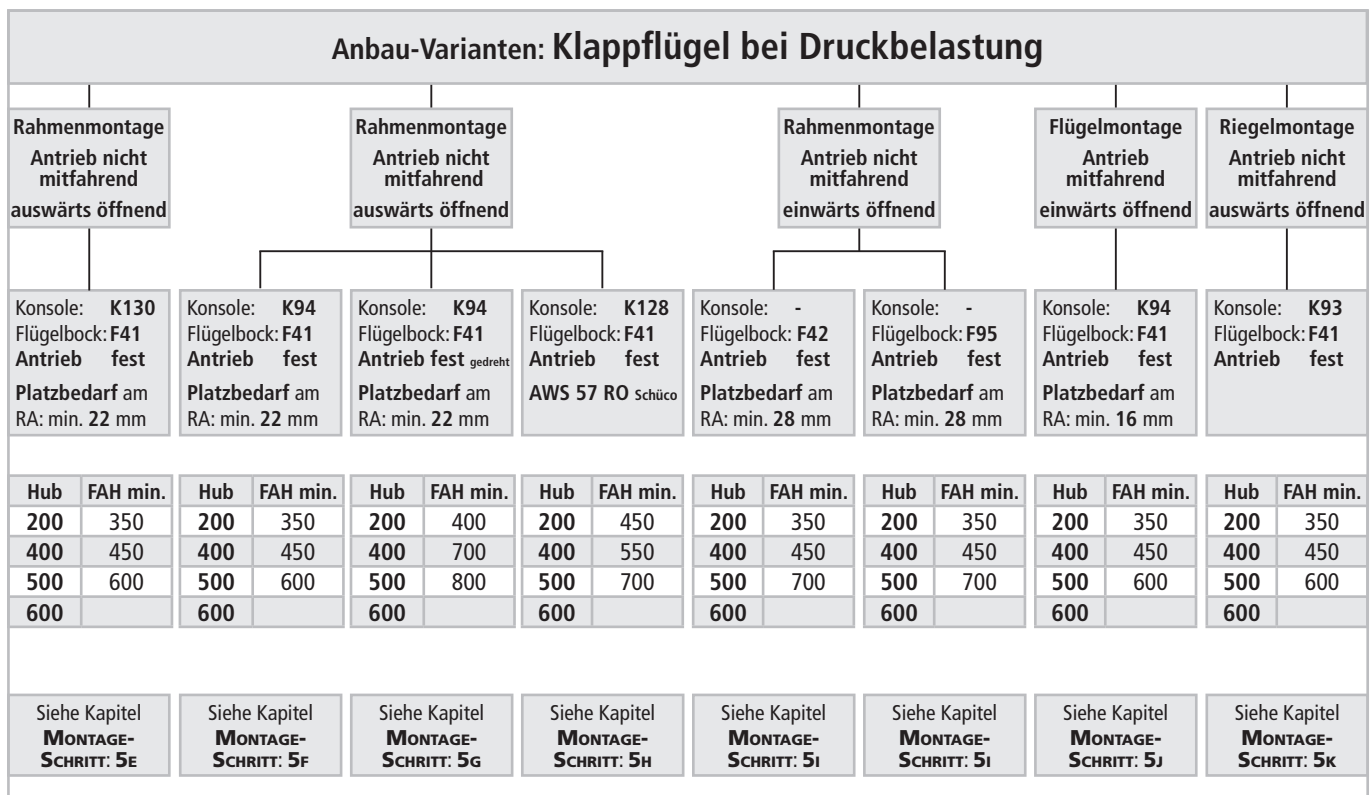 Anbau-Varianten: Klappflügel bei Druckbelastung
Rahmenmontage
Antrieb nicht
mitfahrend
auswärts öffnend
Rahmenmontage
Antrieb nicht
mitfahrend
auswärts öffnend
Rahmenmontage
Antrieb nicht
mitfahrend
einwärts öffnend
Flügelmontage
Antrieb
mitfahrend
einwärts öffnend
Riegelmontage
Antrieb nicht
mitfahrend
auswärts öffnend
Konsole: K130
Flügelbock: F41
Antrieb fest
Platzbedarf am
RA: min. 22 mm
Konsole: K94
Flügelbock: F41
Antrieb fest
Platzbedarf am
RA: min. 22 mm
Konsole: K94
Flügelbock: F41
Antrieb fest gedreht
Platzbedarf am
RA: min. 22 mm
Konsole: K128
Flügelbock: F41
Antrieb fest
AWS 57 RO Schüco
Konsole: -
Flügelbock: F42
Antrieb fest
Platzbedarf am
RA: min. 28 mm
Konsole: -
Flügelbock: F95
Antrieb fest
Platzbedarf am
RA: min. 28 mm
Konsole: K94
Flügelbock: F41
Antrieb fest
Platzbedarf am
RA: min. 16 mm
Konsole: K93
Flügelbock: F41
Antrieb fest
Hub FAH min. Hub FAH min. Hub FAH min. Hub FAH min. Hub FAH min. Hub FAH min. Hub FAH min. Hub FAH min.
200 350 200 350 200 400 200 450 200 350 200 350 200 350 200 350
400 450 400 450 400 700 400 550 400 450 400 450 400 450 400 450
500 600 500 600 500 800 500 700 500 700 500 700 500 600 500 600
600 600 600 600 600 600 600 600
Siehe Kapitel
MONTAGE-
SCHRITT: 5E
Siehe Kapitel
MONTAGE-
SCHRITT: 5F
Siehe Kapitel
MONTAGE-
SCHRITT: 5G
Siehe Kapitel
MONTAGE-
SCHRITT: 5H
Siehe Kapitel
MONTAGE-
SCHRITT: 5I
Siehe Kapitel
MONTAGE-
SCHRITT: 5I
Siehe Kapitel
MONTAGE-
SCHRITT: 5J
Siehe Kapitel
MONTAGE-
SCHRITT: 5K